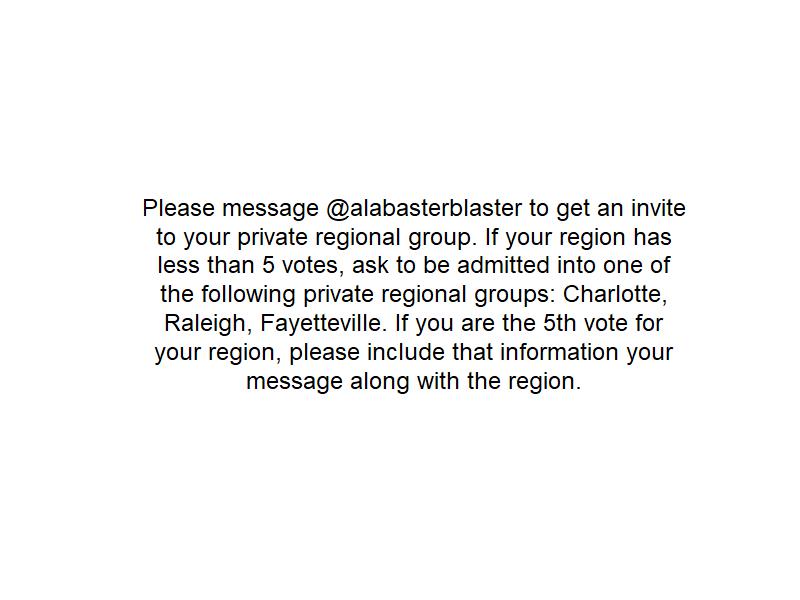 Please message @alabasterblaster to get an invite
to your private regional group. If your region has
less than 5 votes, ask to be admitted into one of
the following private regional groups: Charlotte,
Raleigh, Fayetteville. If you are the 5th vote for
your region, please include that information your
message along with the region.